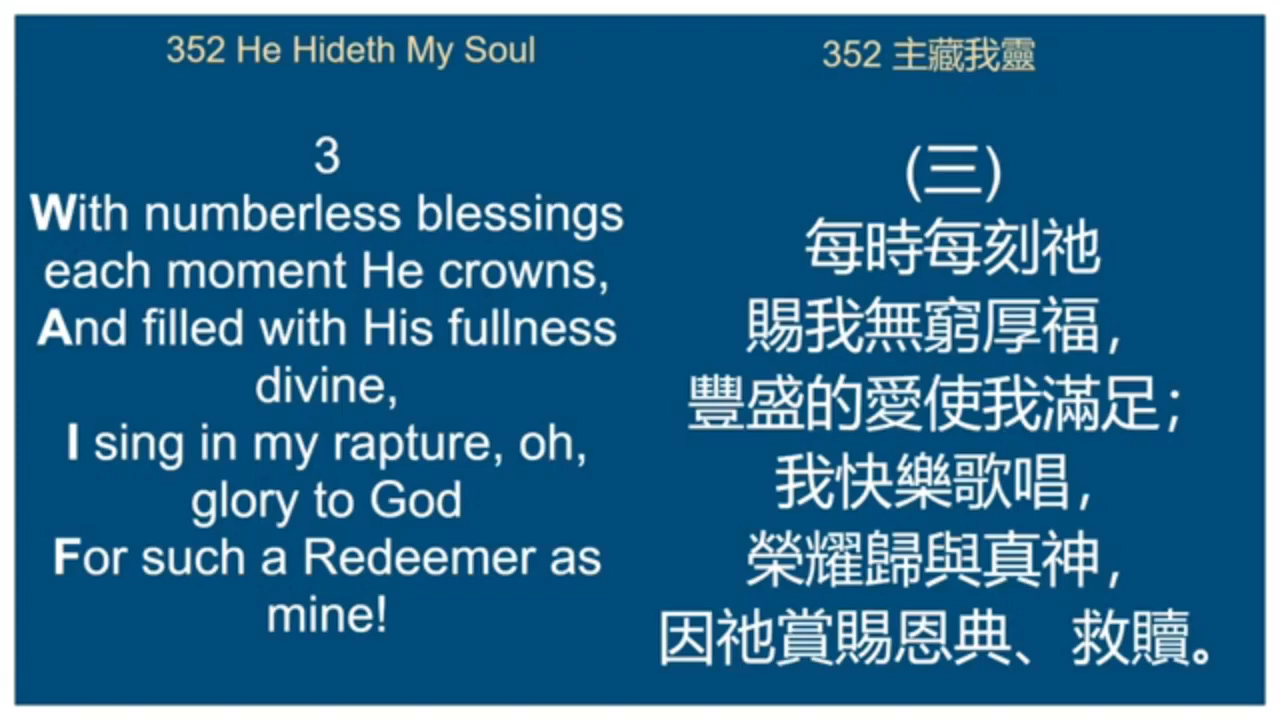 352 He Hideth My Soul
3
With numberless blessings
each moment He crowns,
And filled with His fullness
divine,
I sing in my rapture, oh,
glory to God
For such a Redeemer as
mine!
352 主藏我靈
(三)
每時每刻祂
賜我無窮厚福，
豐盛的愛使我滿足；
我快樂歌唱，
榮耀歸與真神，
因祂賞賜恩典、救贖。